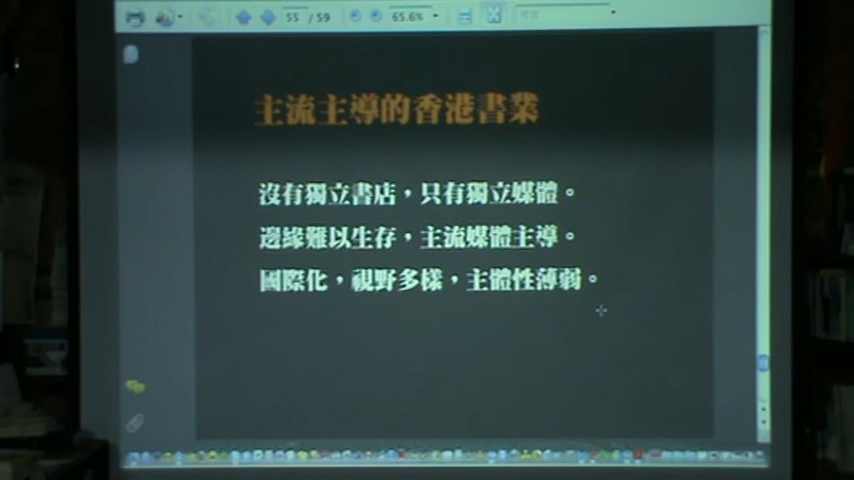 55 / 59
65.6%
主流主導的香港書業
沒有獨立書店，只有獨立媒體。
邊緣難以生存，主流媒體主導。
國際化，視野多樣，主體性薄弱。